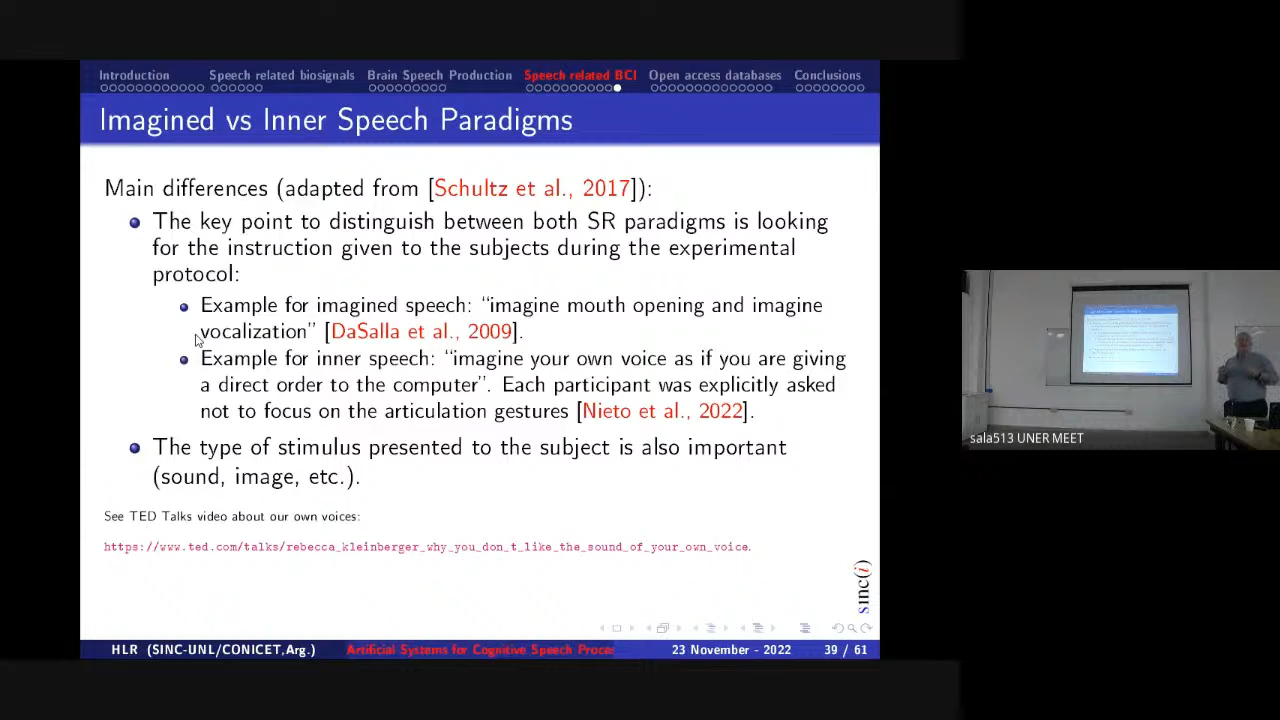 Introduction Speech related biosignals Brain Speech Production Speech related BCI Open access databases Conclusions
Imagined vs Inner Speech Paradigms
Main differences (adapted from [Schultz et al., 2017]):
The key point to distinguish between both SR paradigms is looking
for the instruction given to the subjects during the experimental
protocol:
Example for imagined speech: “imagine mouth opening and imagine
vocalization” [DaSalla et al., 2009].
Example for inner speech: “imagine your own voice as if you are giving
a direct order to the computer”. Each participant was explicitly asked
not to focus on the articulation gestures [Nieto et al., 2022].
The type of stimulus presented to the subject is also important
(sound, image, etc.).
See TED Talks video about our own voices:
https://www.ted.com/talks/rebecca_kleinberger_why_you_don_t_like_the_sound_of_your_own_voice.
sinc(i)
HLR (SINC-UNL/CONICET,Arg.) Artificial Systems for Cognitive Speech Proces 23 November - 2022 39 / 61
sala513 UNER MEET